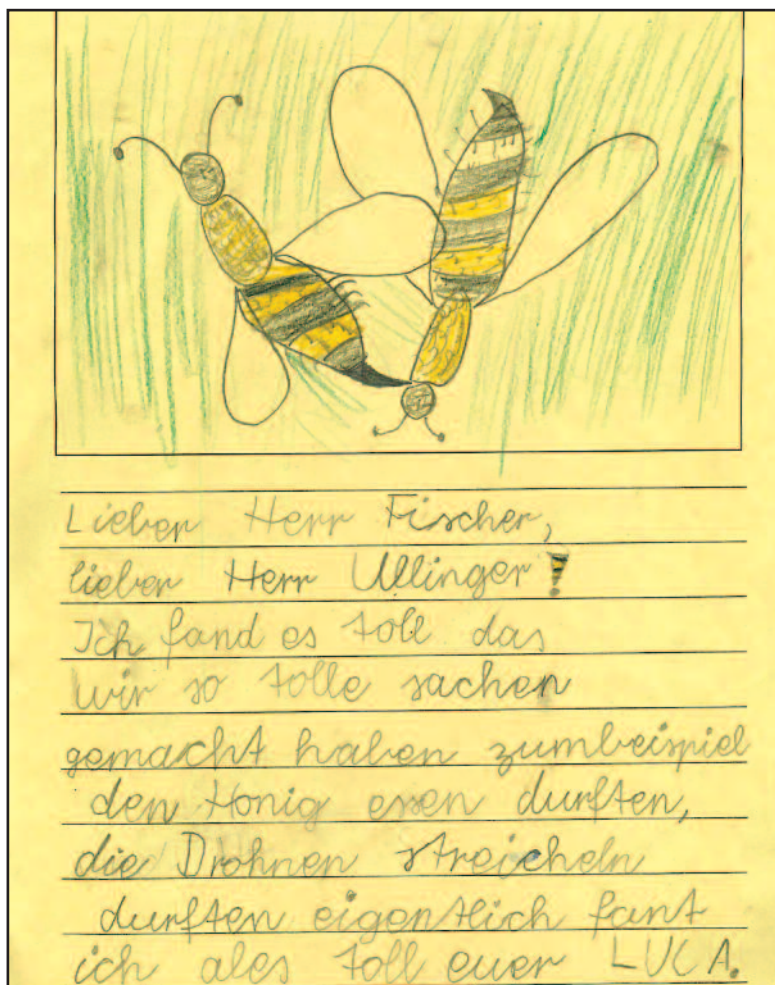 Lieber Herr Fischer,
lieber Herr Ullinger!
Ich fand es toll das
wir so tolle sachen
gemacht haben zumbeispiel
den Honig essen durften,
die Drohnen streicheln
durften eigentlich fant
ich ales toll euer LUCA.